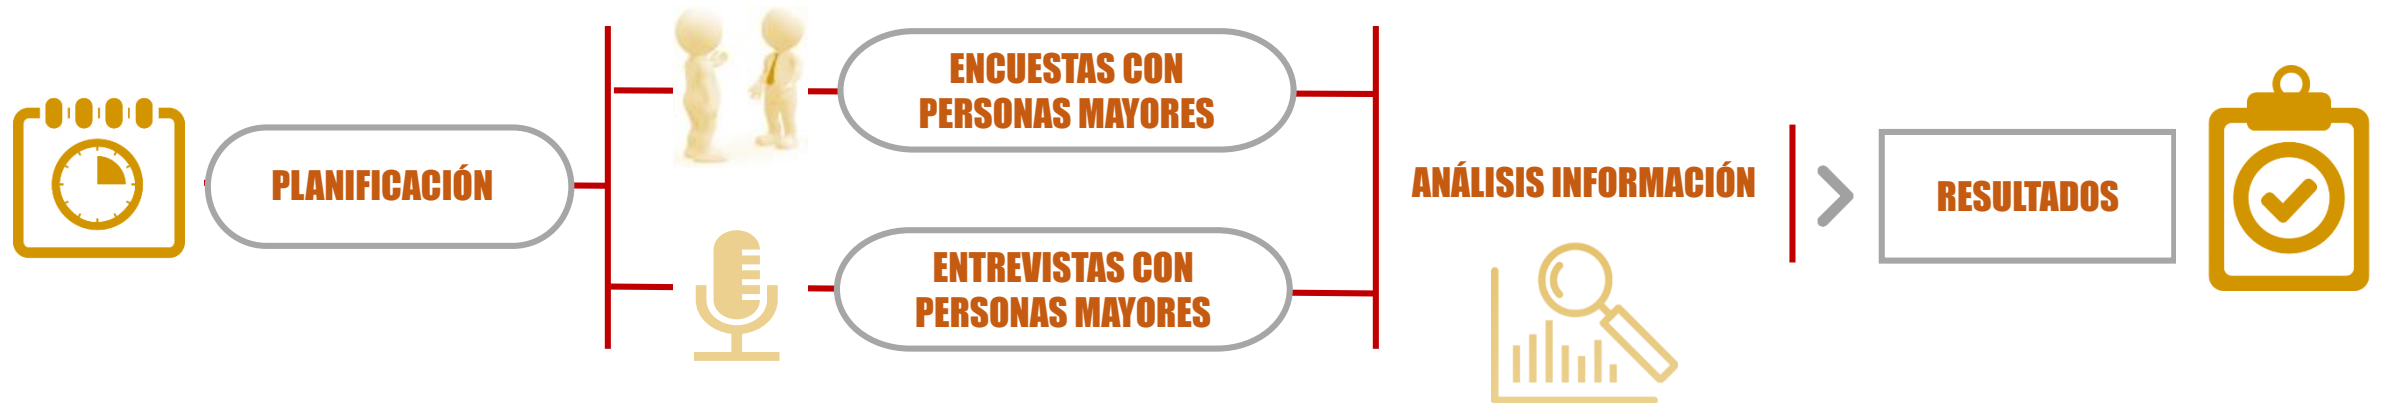 PLANIFICACIÓN
ENCUESTAS CON
PERSONAS MAYORES
ENTREVISTAS CON
PERSONAS MAYORES
ANÁLISIS INFORMACIÓN
RESULTADOS